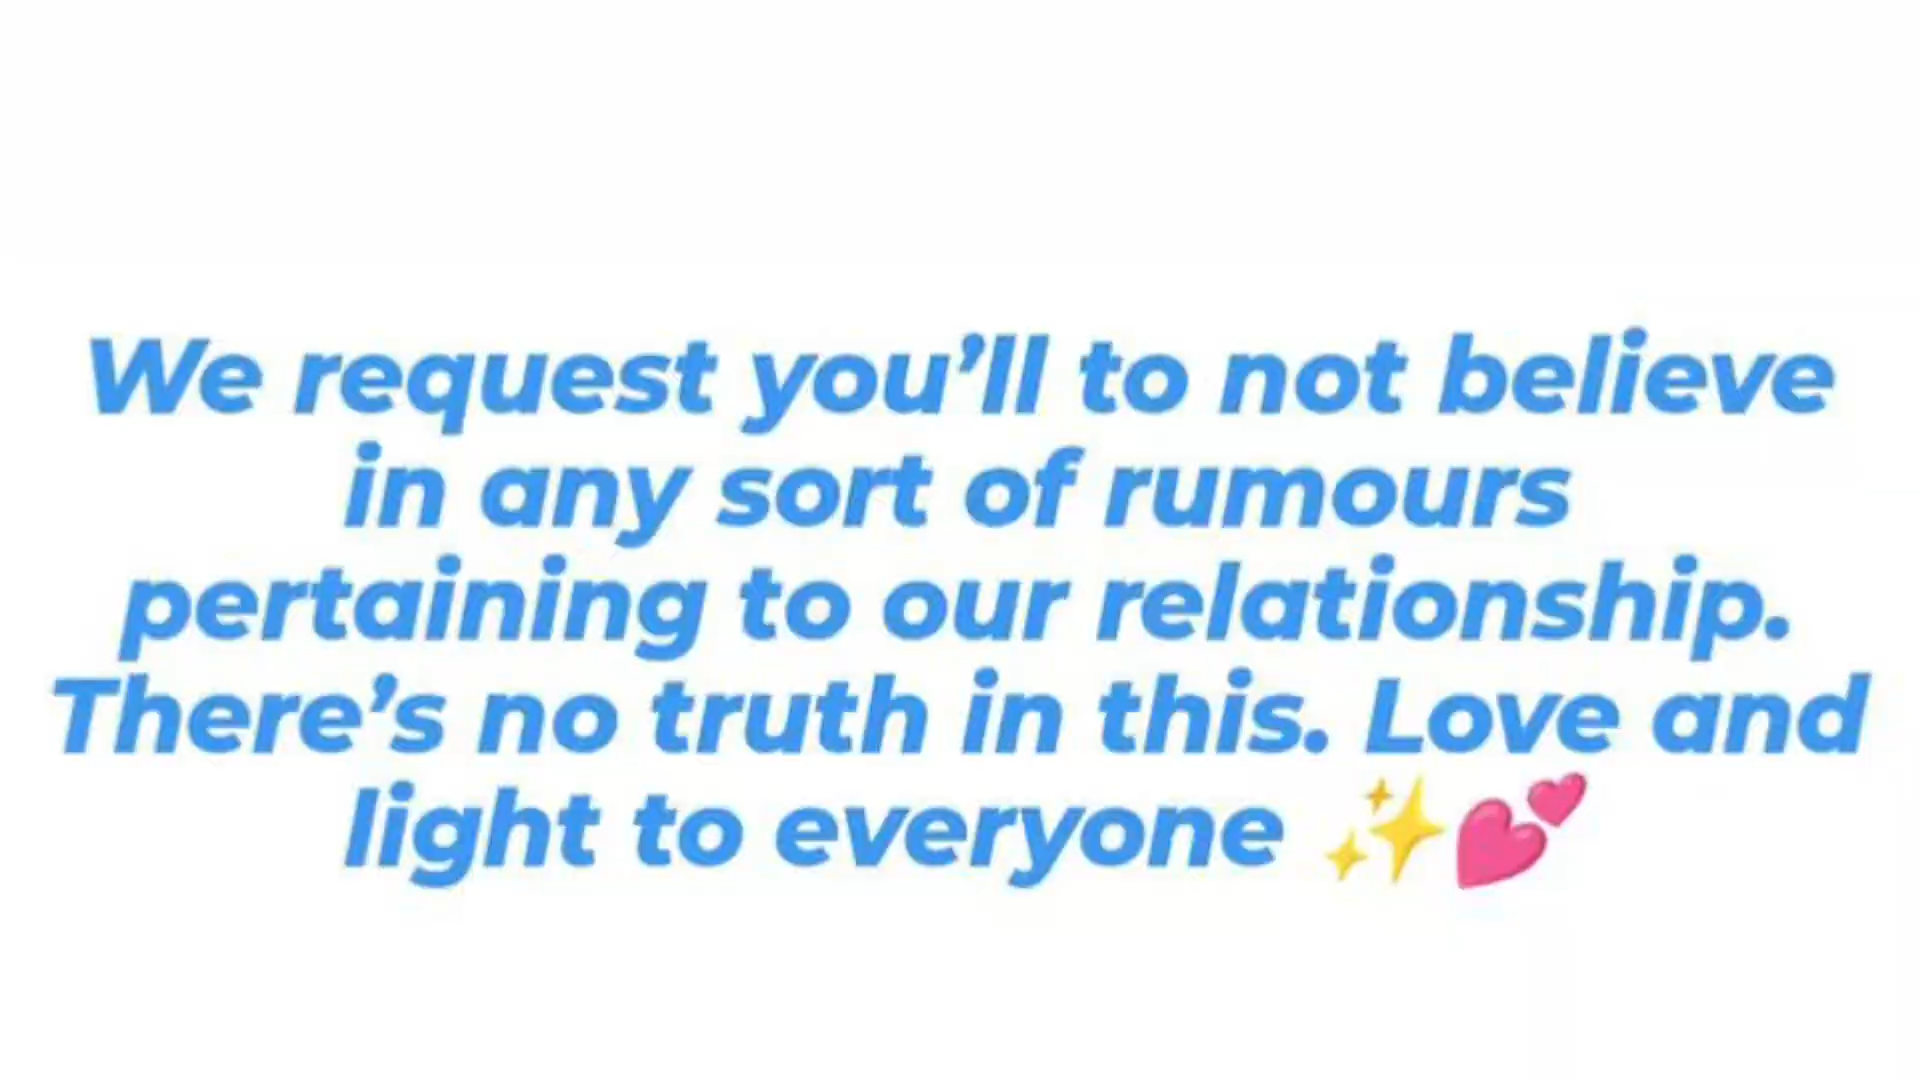 We request you’ll to not believe
in any sort of rumours
pertaining to our relationship.
There’s no truth in this. Love and
light to everyone ✨💕